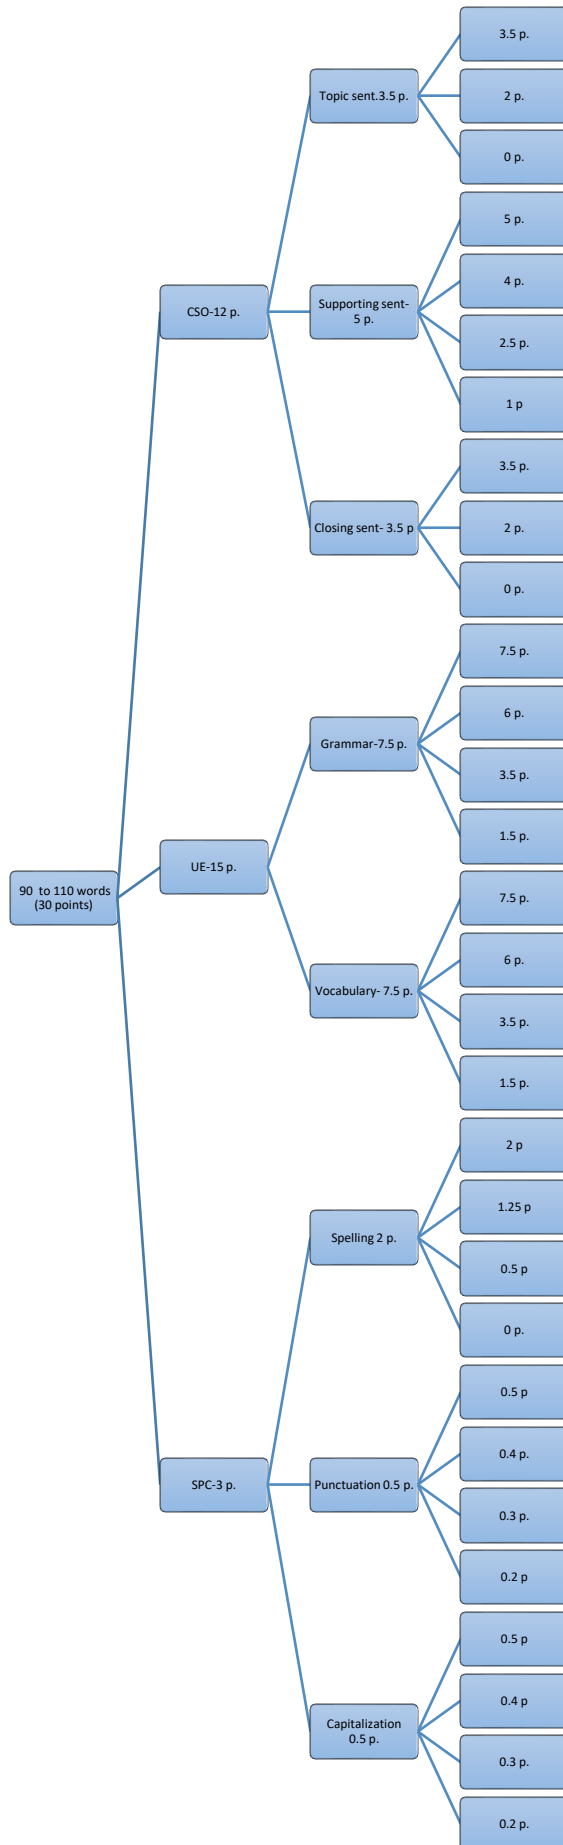 3.5 p.
Topic sent.3.5 p.
2 p.
0 p.
5 p.
4 p.
CSO-12 p.
Supporting sent-
5 p.
2.5 p.
1 p
3.5 p.
Closing sent- 3.5 p
2 p.
0 p.
7.5 p.
6 p.
Grammar-7.5 p.
3.5 p.
1.5 p.
UE-15 p.
90 to 110 words
(30 points)
7.5 p.
6 p.
Vocabulary- 7.5 p.
3.5 p.
1.5 p.
2 p
1.25 p
Spelling 2 p.
0.5 p
0 p.
0.5 p
0.4 p.
SPC-3 p.
Punctuation 0.5 p.
0.3 p.
0.2 p
0.5 p
0.4 p
Capitalization
0.5 p.
0.3 p.
0.2 p.